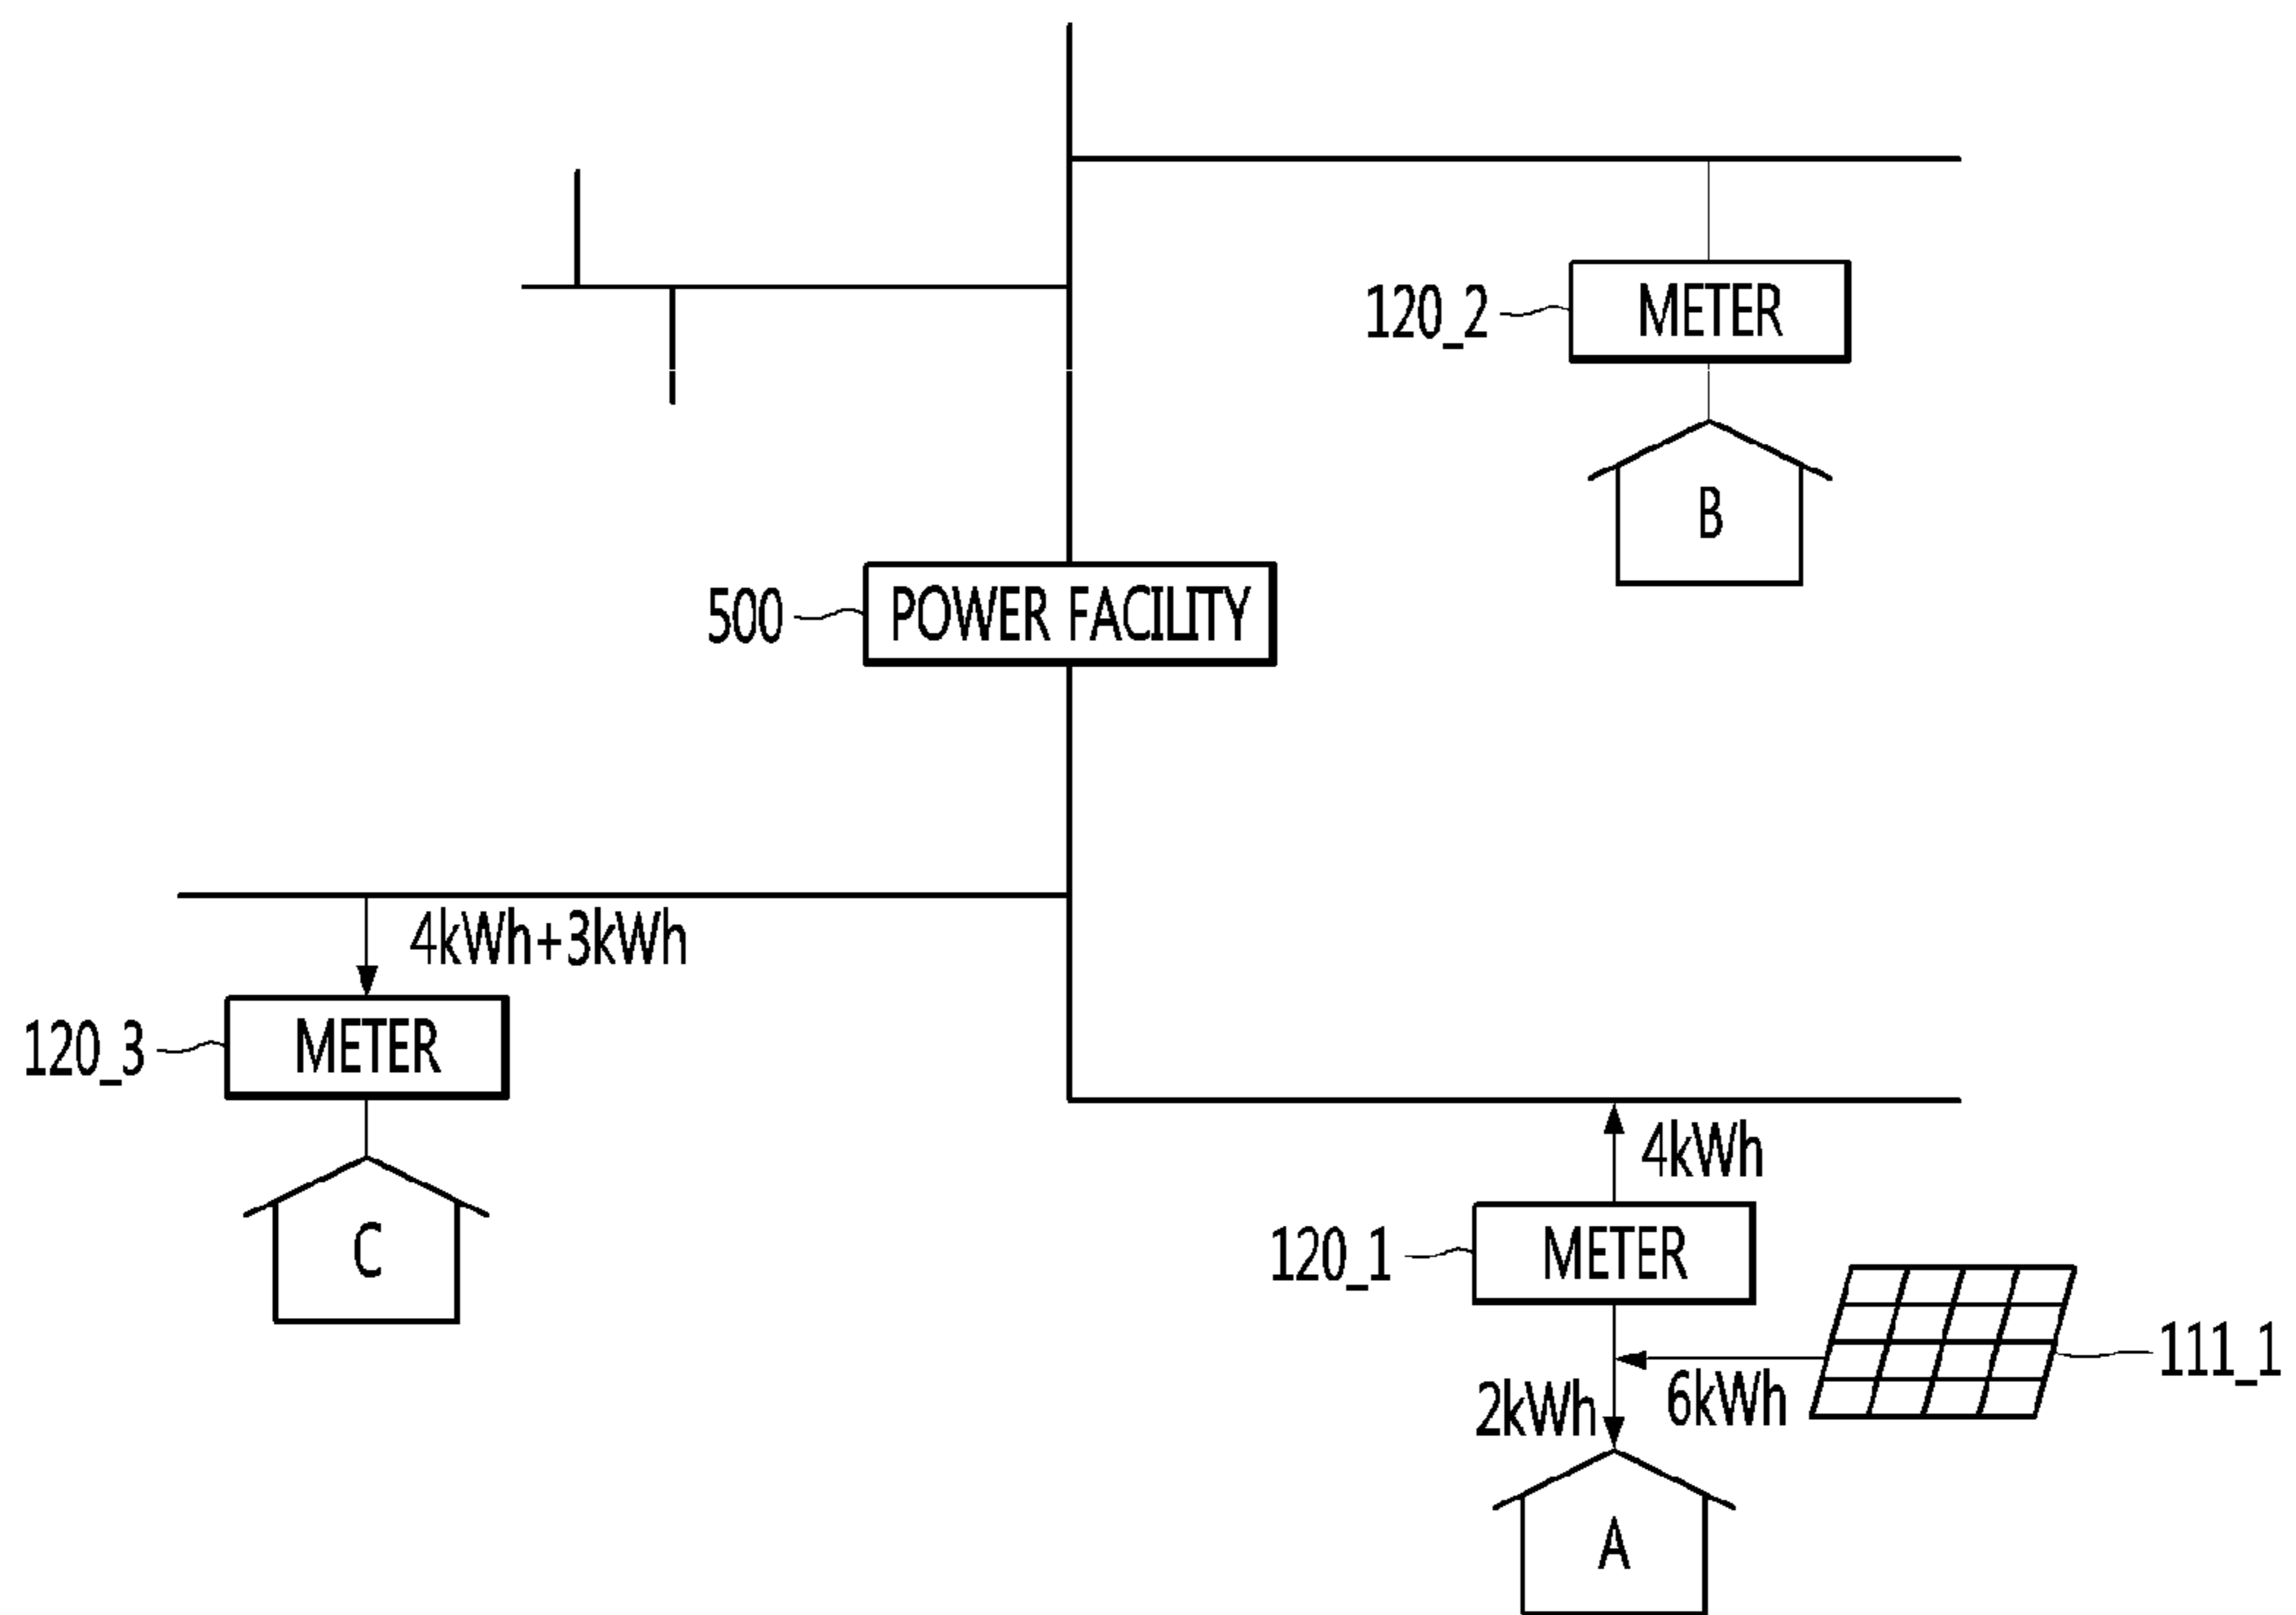 120_2
METER
B
500
POWER FACILITY
4kWh+3kWh
120_3
METER
C
4kWh
120_1
METER
111_1
2kWh
6kWh
A